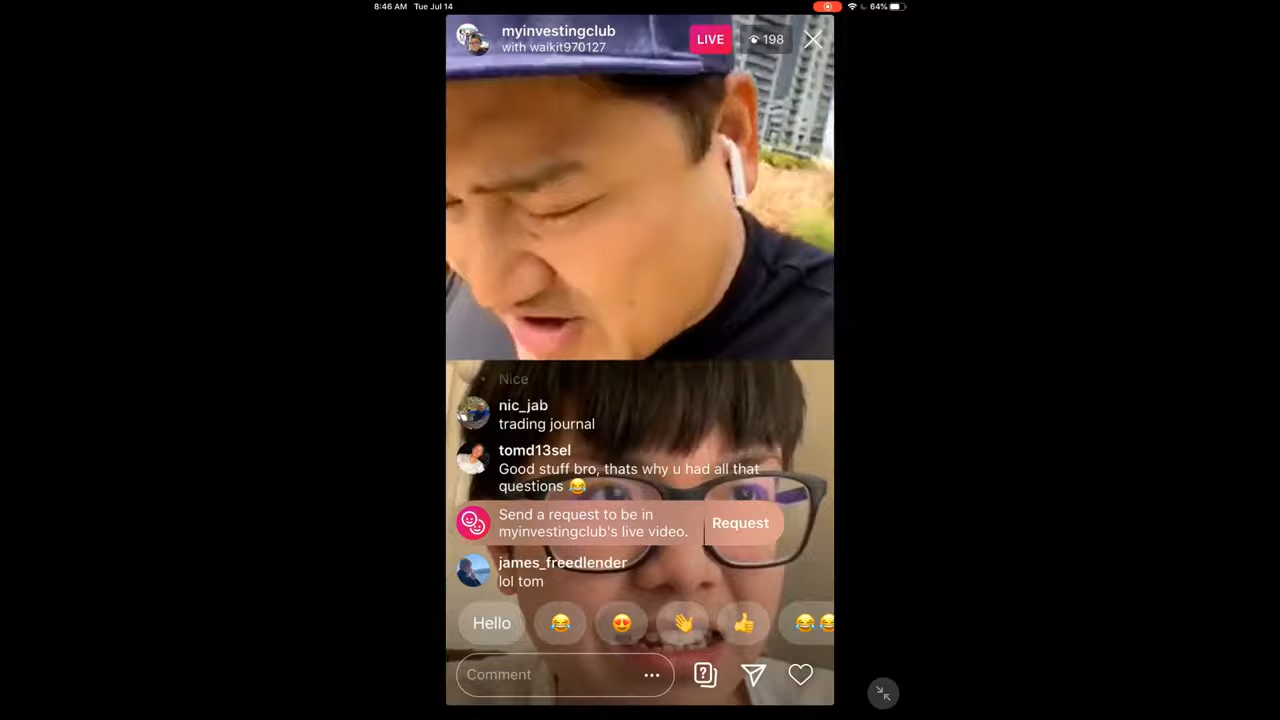 8:46 AM Tue Jul 14
64%
myinvestingclub
with waikit970127
LIVE
198
Nice
nic_jab
trading journal
tomd13sel
Good stuff bro, thats why u had all that
questions 😂
Send a request to be in
myinvestingclub's live video.
Request
james_freedlender
lol tom
Hello
Comment